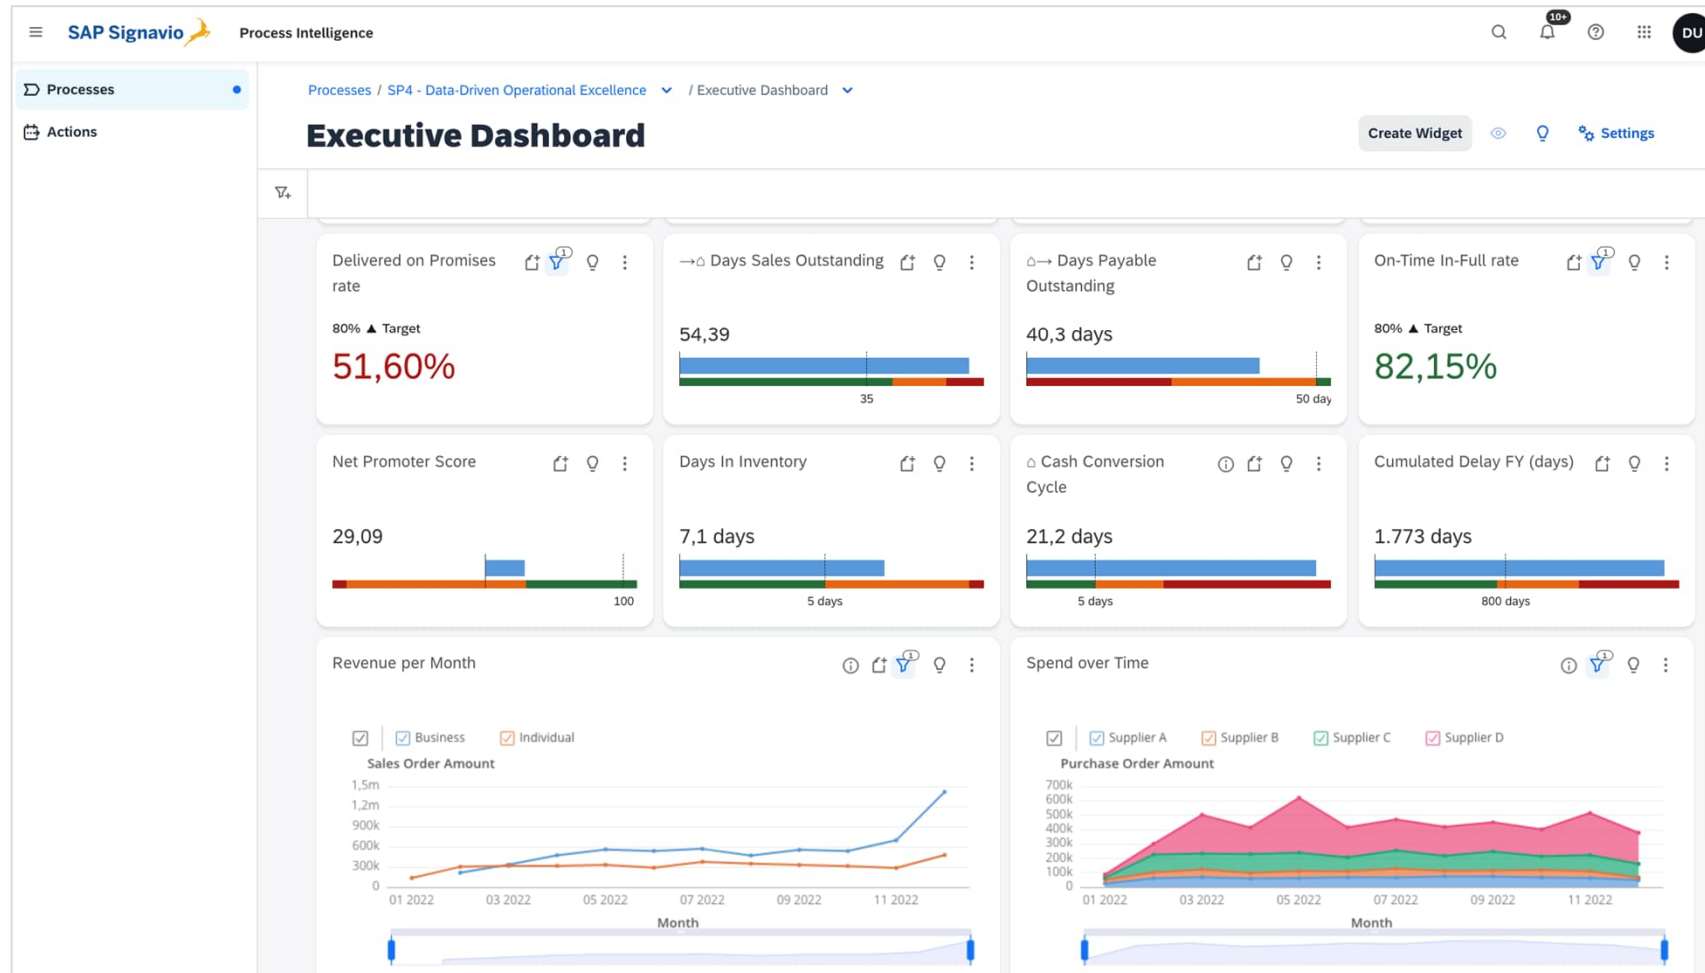 SAP Signavio
Process Intelligence
10+
DU
Processes
Actions
Processes / SP4 - Data-Driven Operational Excellence / Executive Dashboard
Executive Dashboard
Create Widget
Settings
Delivered on Promises
rate
1
80% ▲ Target
51,60%
→⌂ Days Sales Outstanding
54,39
35
⌂→ Days Payable
Outstanding
40,3 days
50 day
On-Time In-Full rate
1
80% ▲ Target
82,15%
Net Promoter Score
29,09
100
Days In Inventory
7,1 days
5 days
⌂ Cash Conversion
Cycle
21,2 days
5 days
Cumulated Delay FY (days)
1.773 days
800 days
Revenue per Month
1
Business Individual
Sales Order Amount
1,5m
1,2m
900k
600k
300k
0
01 2022 03 2022 05 2022 07 2022 09 2022 11 2022
Month
Spend over Time
1
Supplier A Supplier B Supplier C Supplier D
Purchase Order Amount
700k
600k
500k
400k
300k
200k
100k
0
01 2022 03 2022 05 2022 07 2022 09 2022 11 2022
Month